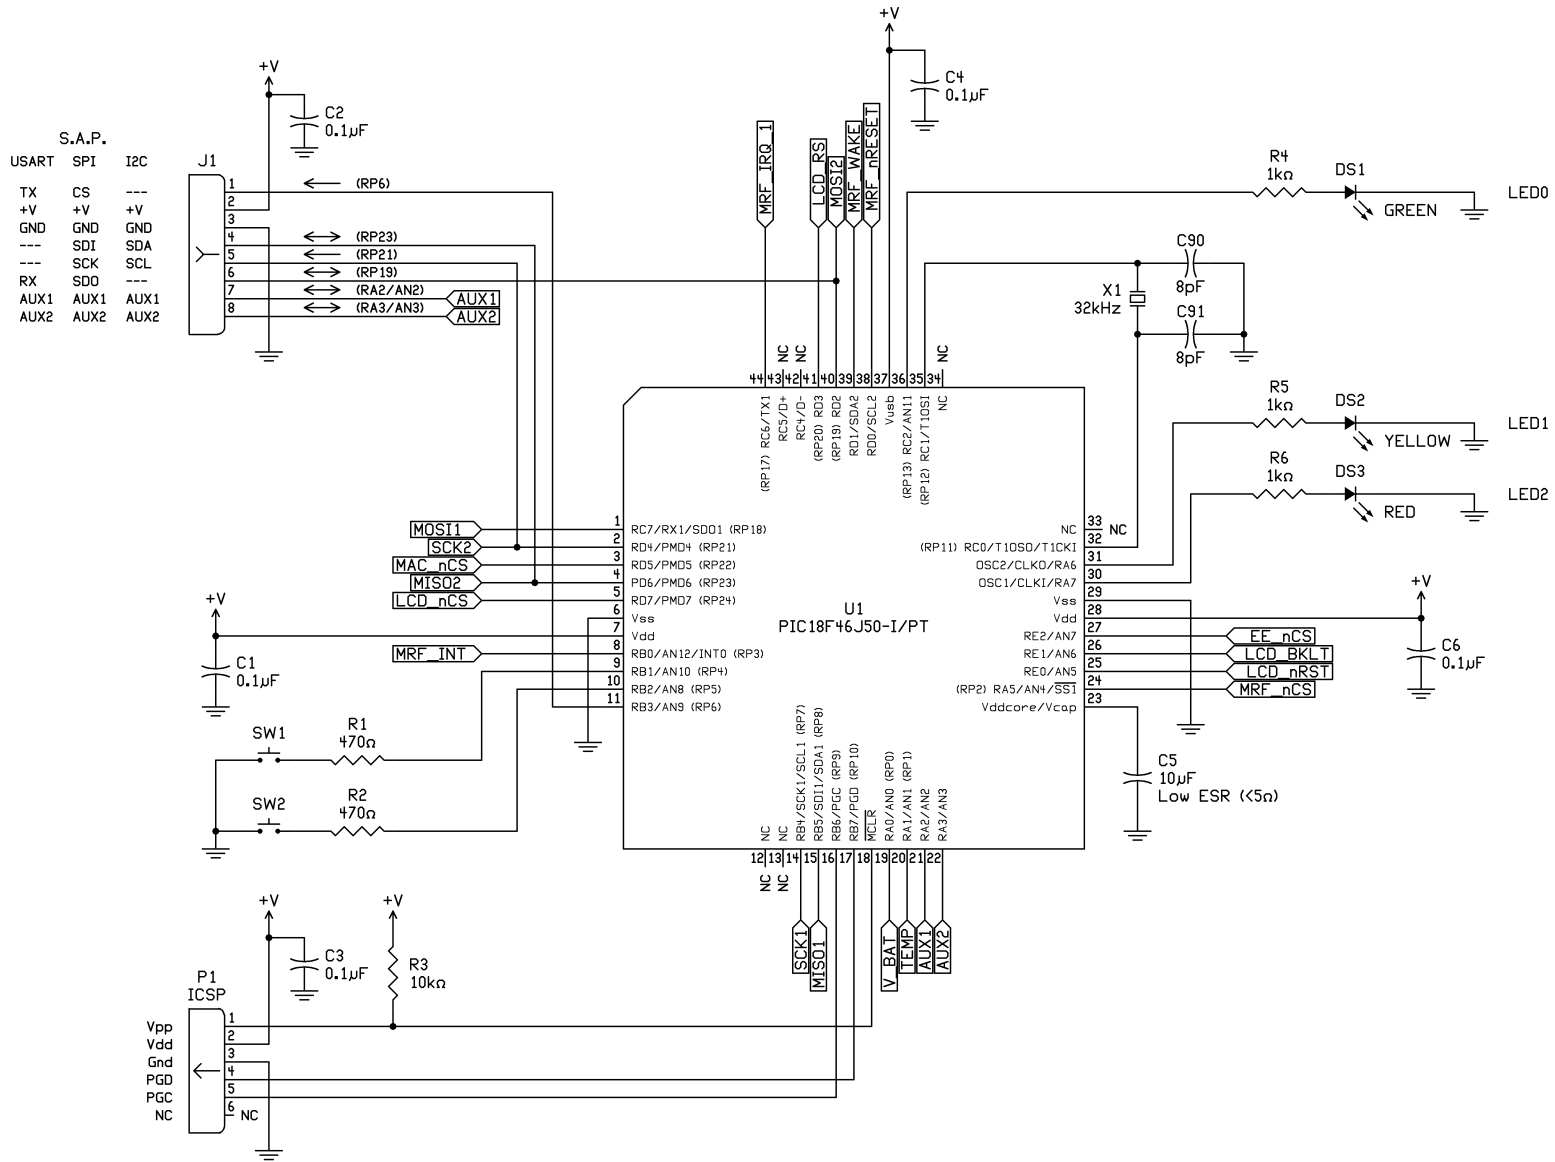 +V
C4
0.1µF
+V
C2
0.1µF
S.A.P.
USART SPI I2C
TX CS ---
+V +V +V
GND GND GND
--- SDI SDA
--- SCK SCL
RX SDO ---
AUX1 AUX1 AUX1
AUX2 AUX2 AUX2
J1
1 (RP6)
2
3
4 (RP23)
5 (RP21)
6 (RP19)
7 (RA2/AN2) AUX1
8 (RA3/AN3) AUX2
MRF_IRQ_1
LCD_RS
MOSI2
MRF_WAKE
MRF_nRESET
R4
1kΩ
DS1
GREEN
LED0
C90
8pF
X1
32kHz
C91
8pF
R5
1kΩ
DS2
YELLOW
LED1
R6
1kΩ
DS3
RED
LED2
NC
NC
NC
44 43 42 41 40 39 38 37 36 35 34
(RP17) RC6/TX1
RC5/D+
RC4/D-
(RP20) RD3
(RP19) RD2
RD1/SDA2
RD0/SCL2
Vusb
(RP13) RC2/AN11
(RP12) RC1/T1OSI
NC
MOSI1 1 RC7/RX1/SDO1 (RP18)
SCK2 2 RD4/PMD4 (RP21)
MAC_nCS 3 RD5/PMD5 (RP22)
MISO2 4 PD6/PMD6 (RP23)
LCD_nCS 5 RD7/PMD7 (RP24)
6 Vss
7 Vdd
MRF_INT 8 RB0/AN12/INT0 (RP3)
9 RB1/AN10 (RP4)
10 RB2/AN8 (RP5)
11 RB3/AN9 (RP6)
U1
PIC18F46J50-I/PT
NC 33 NC
(RP11) RC0/T1OSO/T1CKI 32
OSC2/CLKO/RA6 31
OSC1/CLKI/RA7 30
Vss 29
Vdd 28
RE2/AN7 27 EE_nCS
RE1/AN6 26 LCD_BKLT
RE0/AN5 25 LCD_nRST
(RP2) RA5/AN4/SS1 24 MRF_nCS
Vddcore/Vcap 23
+V
C1
0.1µF
+V
C6
0.1µF
SW1
R1
470Ω
SW2
R2
470Ω
C5
10µF
Low ESR (<5Ω)
NC
NC
RB4/SCK1/SCL1 (RP7)
RB5/SDI1/SDA1 (RP8)
RB6/PGC (RP9)
RB7/PGD (RP10)
MCLR
RA0/AN0 (RP0)
RA1/AN1 (RP1)
RA2/AN2
RA3/AN3
12 13 14 15 16 17 18 19 20 21 22
NC
NC
SCK1
MISO1
V_BAT
TEMP
AUX1
AUX2
+V
C3
0.1µF
+V
R3
10kΩ
P1
ICSP
Vpp 1
Vdd 2
Gnd 3
PGD 4
PGC 5
NC 6 NC